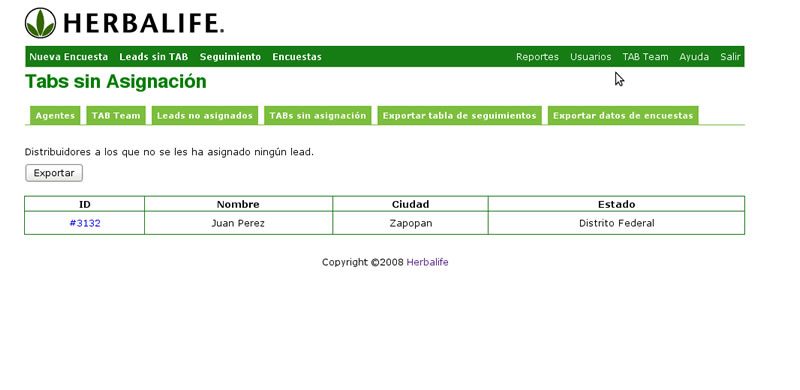 HERBALIFE.
Nueva Encuesta Leads sin TAB Seguimiento Encuestas Reportes Usuarios TAB Team Ayuda Salir
Tabs sin Asignación
Agentes TAB Team Leads no asignados TABs sin asignación Exportar tabla de seguimientos Exportar datos de encuestas
Distribuidores a los que no se les ha asignado ningún lead.
Exportar
ID Nombre Ciudad Estado
#3132 Juan Perez Zapopan Distrito Federal
Copyright ©2008 Herbalife